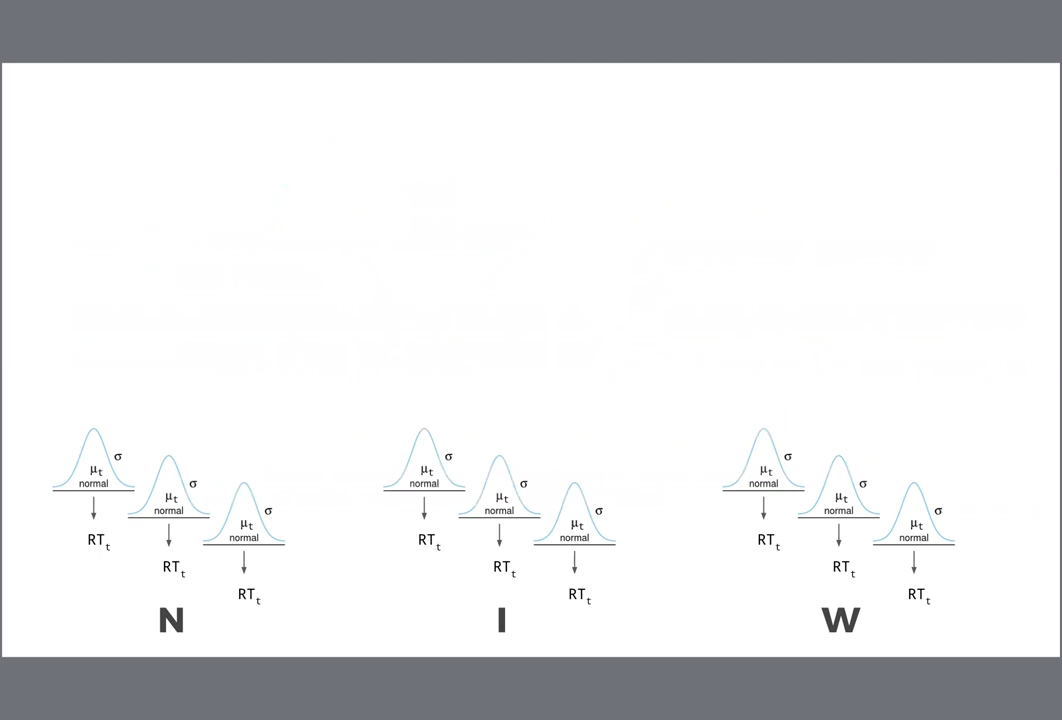 σ σ σ
μt μt μt
normal normal normal
σ σ σ
μt μt μt
normal normal normal
σ σ σ
μt μt μt
normal normal normal
RTt RTt RTt
RTt RTt RTt
RTt RTt RTt
N I W